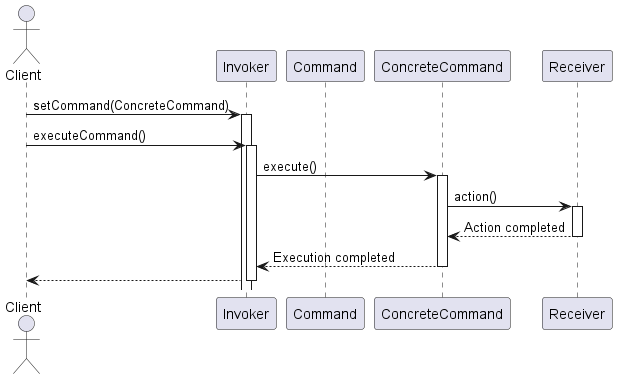 Client
Invoker
Command
ConcreteCommand
Receiver
setCommand(ConcreteCommand)
executeCommand()
execute()
action()
Action completed
Execution completed
Client
Invoker
Command
ConcreteCommand
Receiver